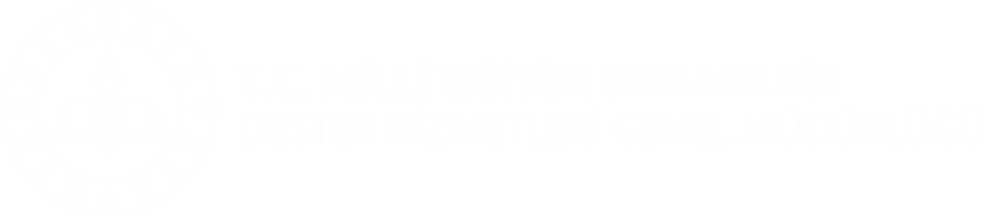 T.C. MİLLİ EĞİTİM BAKANLIĞI
DESTEK HİZMETLERİ GENEL MÜDÜRLÜĞÜ